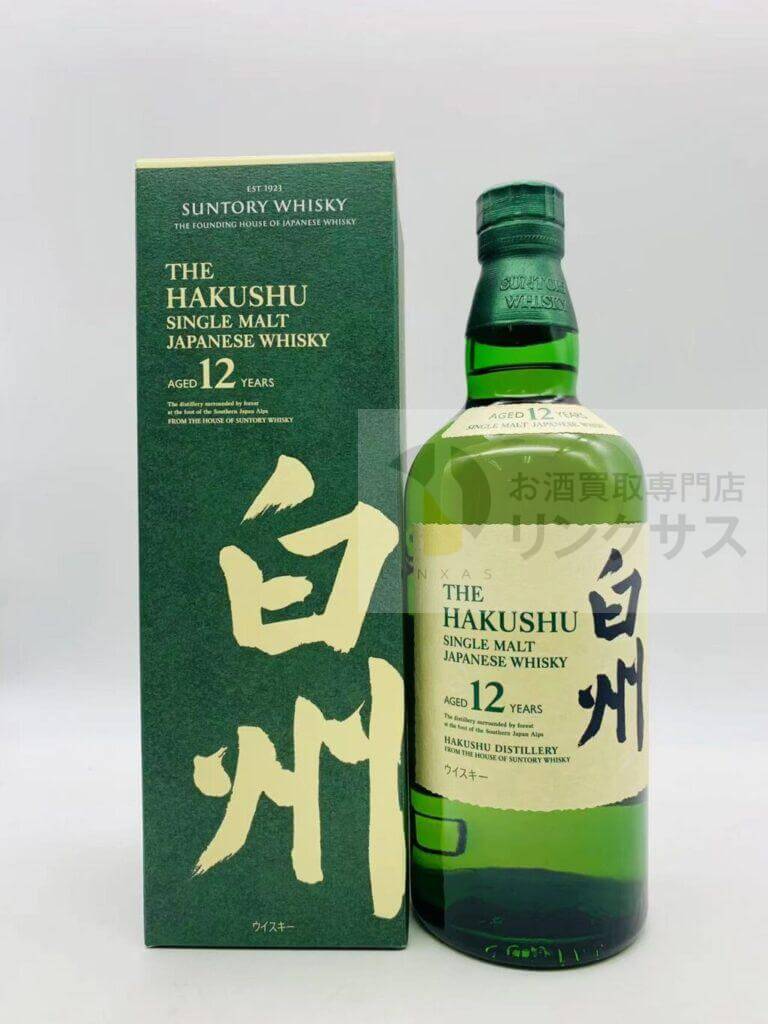 EST 1923
SUNTORY WHISKY
THE FOUNDING HOUSE OF JAPANESE WHISKY
THE
HAKUSHU
SINGLE MALT
JAPANESE WHISKY
AGED 12 YEARS
The distillery surrounded by forest
at the foot of the Southern Japan Alps
FROM THE HOUSE OF SUNTORY WHISKY
白州
ウイスキー
SUNTORY
WHISKY
AGED 12 YEARS
SINGLE MALT JAPANESE WHISKY
お酒買取専門店
リンクサス
NXAS
THE
HAKUSHU
SINGLE MALT
JAPANESE WHISKY
AGED 12 YEARS
The distillery surrounded by forest
at the foot of the Southern Japan Alps
HAKUSHU DISTILLERY
FROM THE HOUSE OF SUNTORY WHISKY
ウイスキー
白州